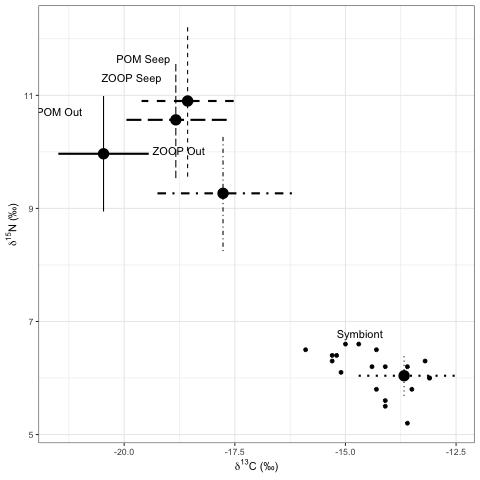 POM Seep
ZOOP Seep
11
POM Out
ZOOP Out
9
δ¹⁵N (‰)
7
Symbiont
5
-20.0 -17.5 -15.0 -12.5
δ¹³C (‰)